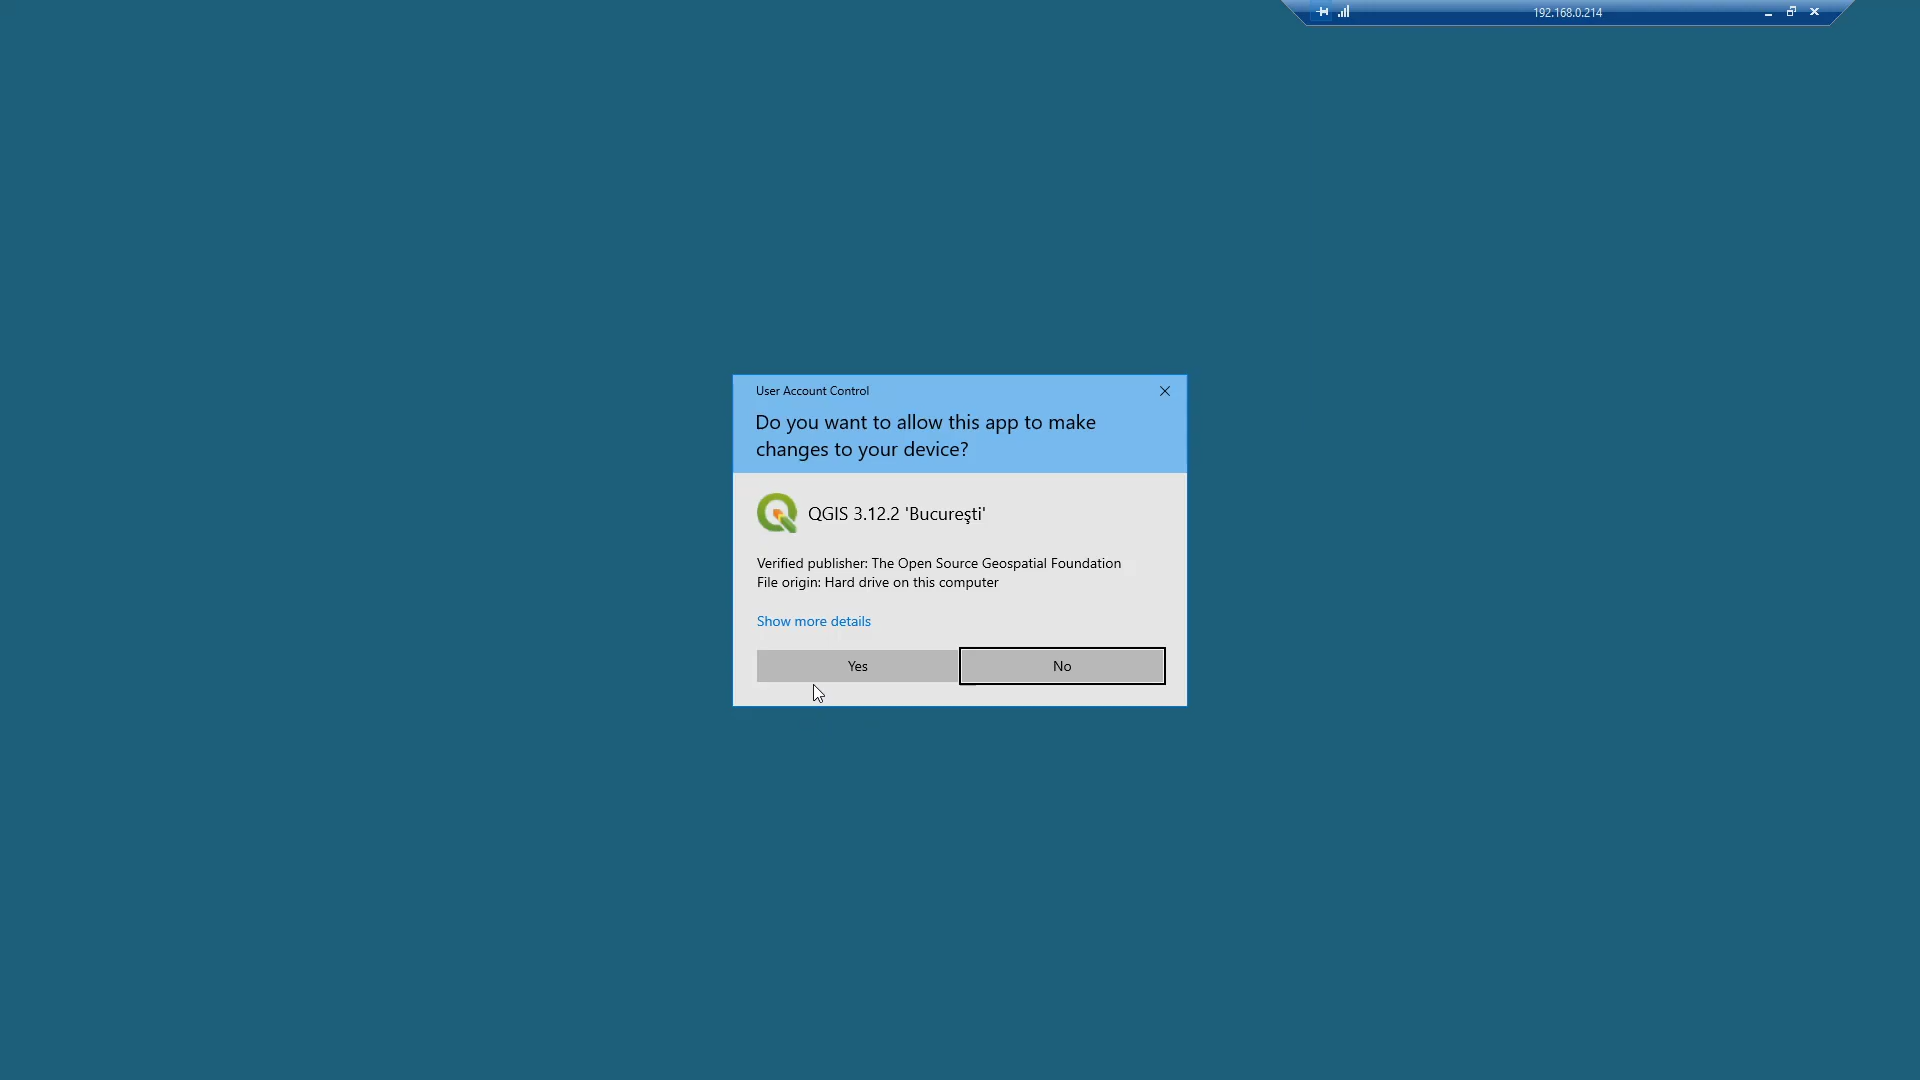 192.168.0.214
User Account Control
Do you want to allow this app to make
changes to your device?
QGIS 3.12.2 'Bucureşti'
Verified publisher: The Open Source Geospatial Foundation
File origin: Hard drive on this computer
Show more details
Yes
No